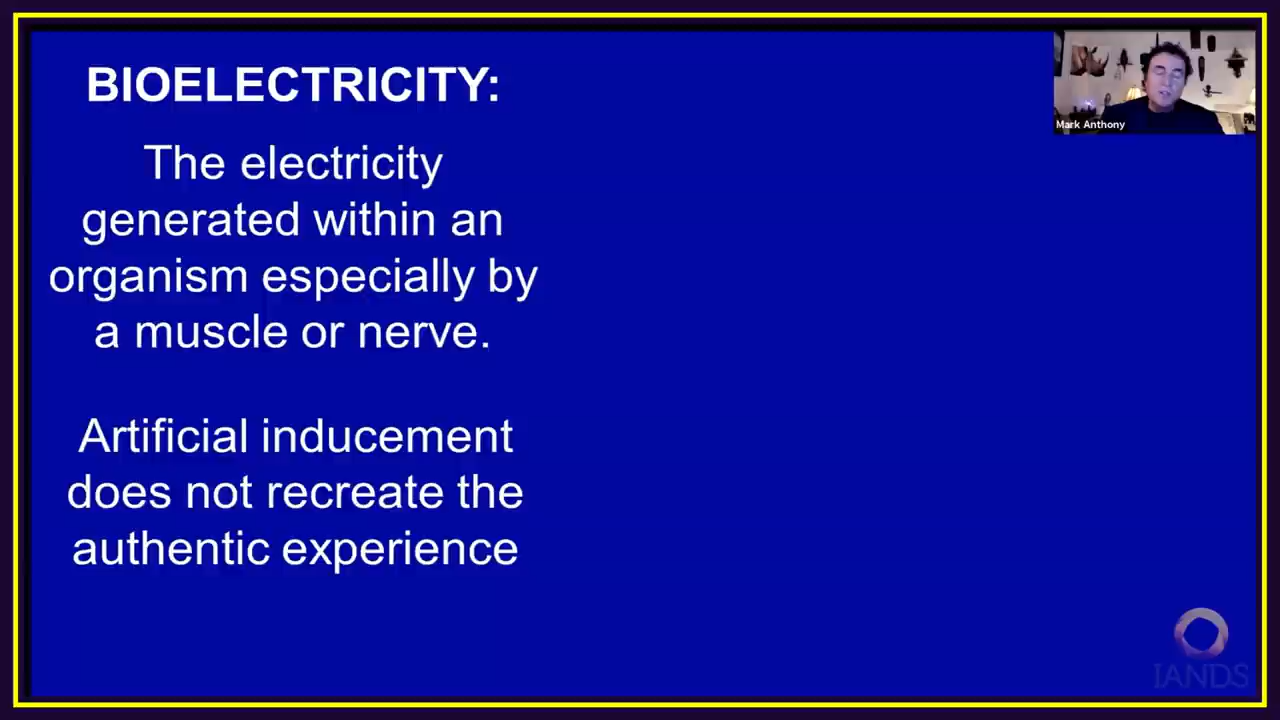 BIOELECTRICITY:
The electricity
generated within an
organism especially by
a muscle or nerve.
Artificial inducement
does not recreate the
authentic experience
Mark Anthony
IANDS